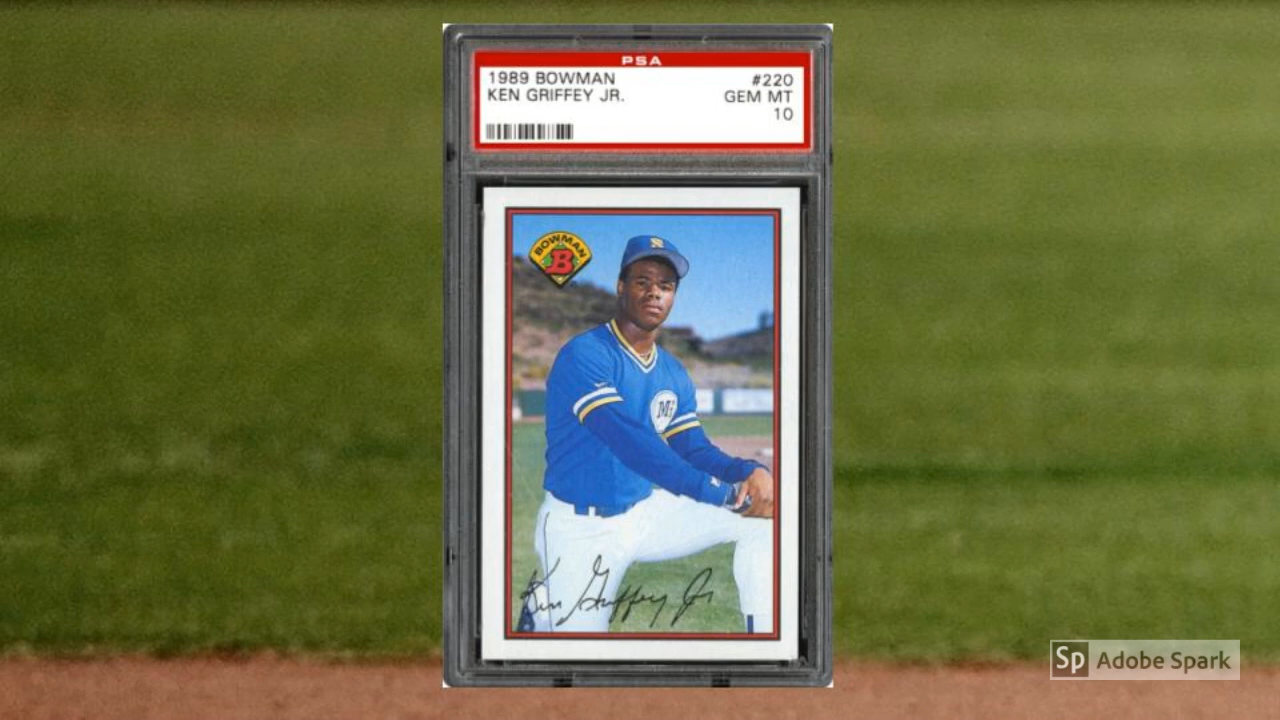 PSA
1989 BOWMAN #220
KEN GRIFFEY JR. GEM MT
10
BOWMAN
B
S
M
Ken Griffey Jr
Sp Adobe Spark